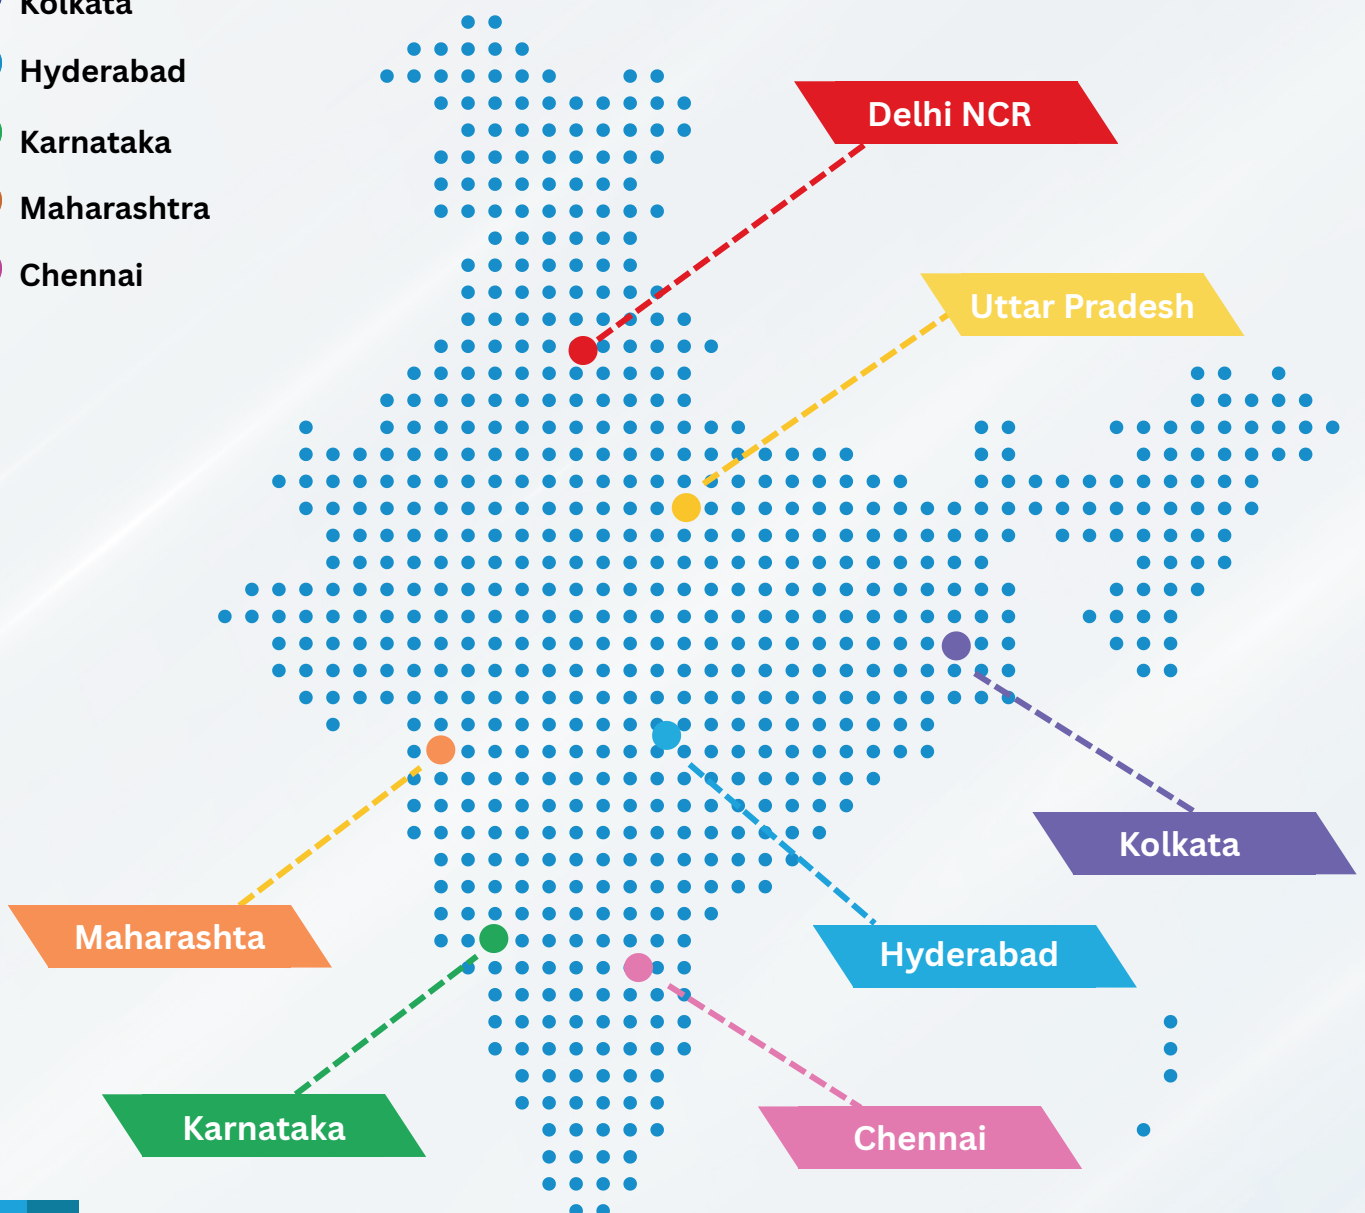 Kolkata
Hyderabad
Karnataka
Maharashtra
Chennai
Delhi NCR
Uttar Pradesh
Kolkata
Maharashta
Hyderabad
Karnataka
Chennai